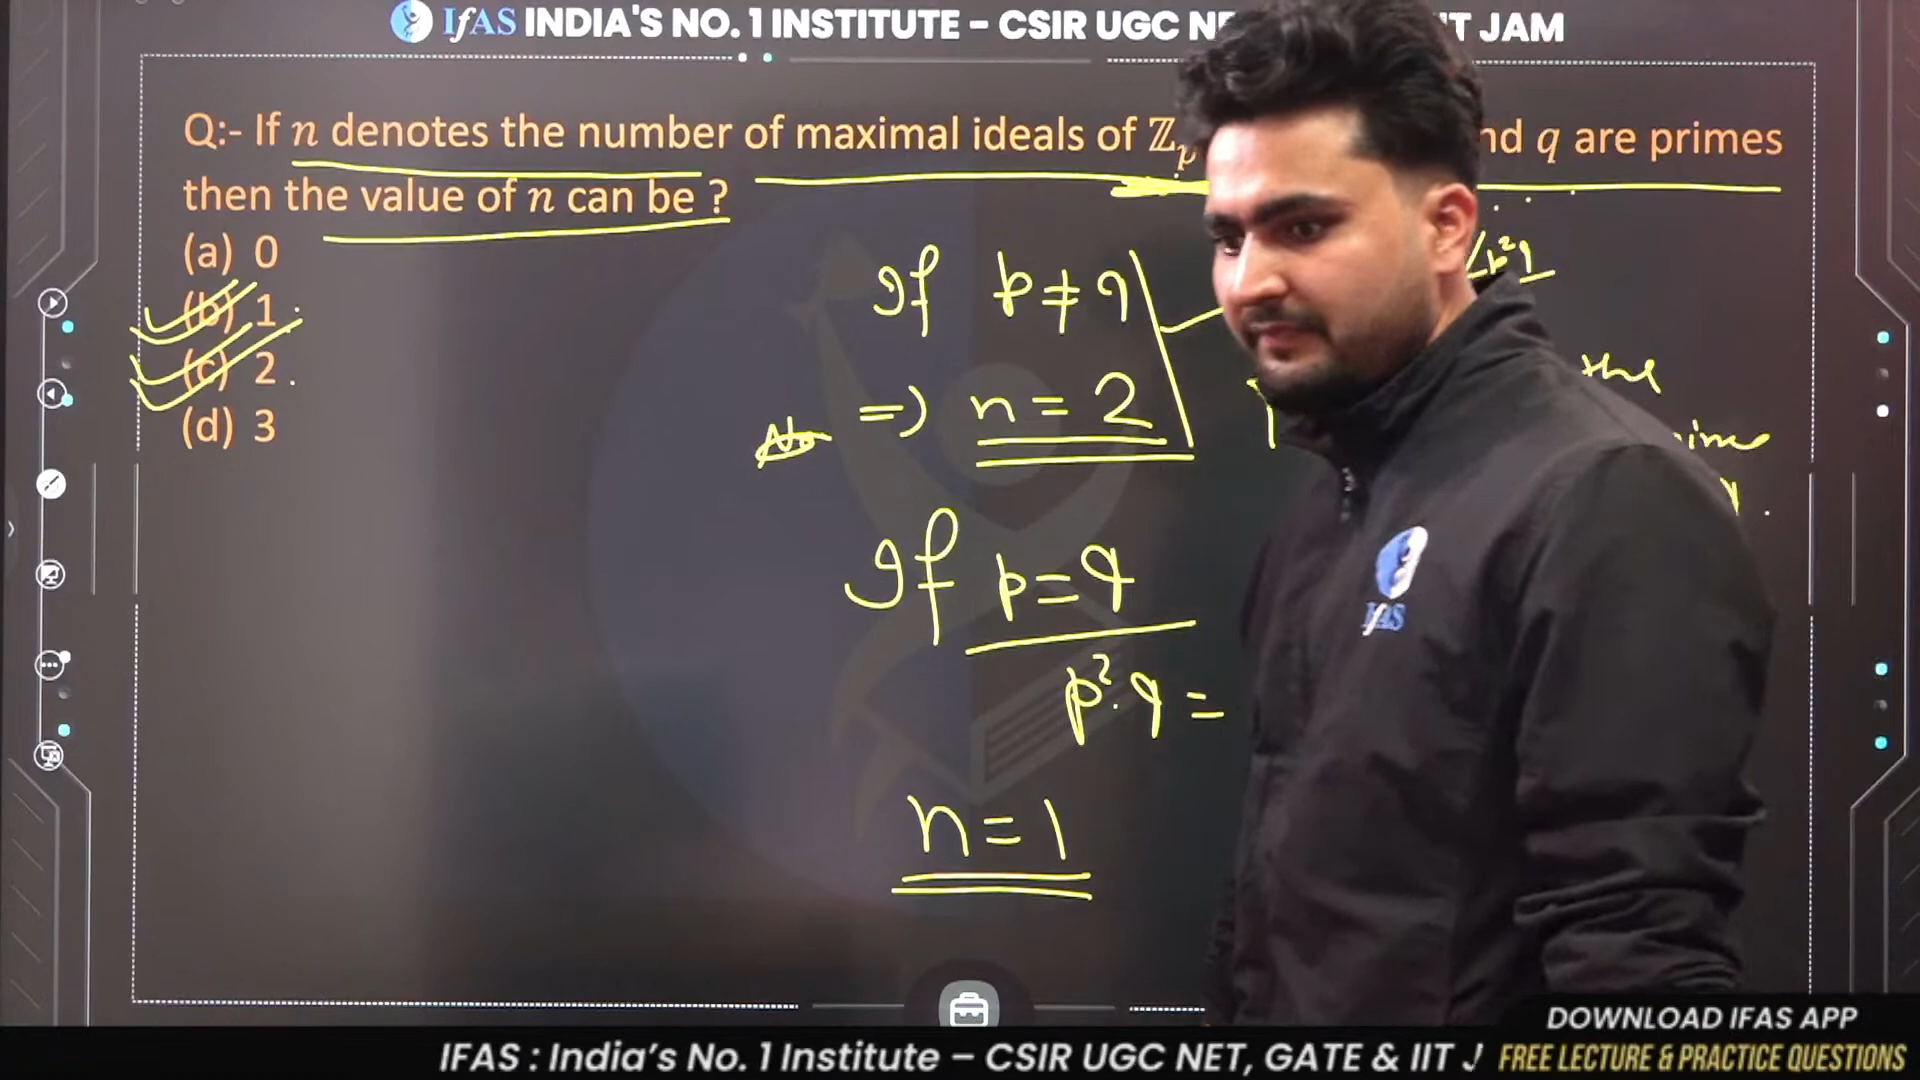 IfAS INDIA'S NO. 1 INSTITUTE – CSIR UGC NE T JAM
Q:- If n denotes the number of maximal ideals of ℤp nd q are primes
then the value of n can be ?
(a) 0
(b) 1
(c) 2
(d) 3
If p ≠ q
p²q
=> n = 2
the
If p = q
p².q =
n = 1
IfAS
DOWNLOAD IFAS APP
IFAS : India's No. 1 Institute – CSIR UGC NET, GATE & IIT J
FREE LECTURE & PRACTICE QUESTIONS